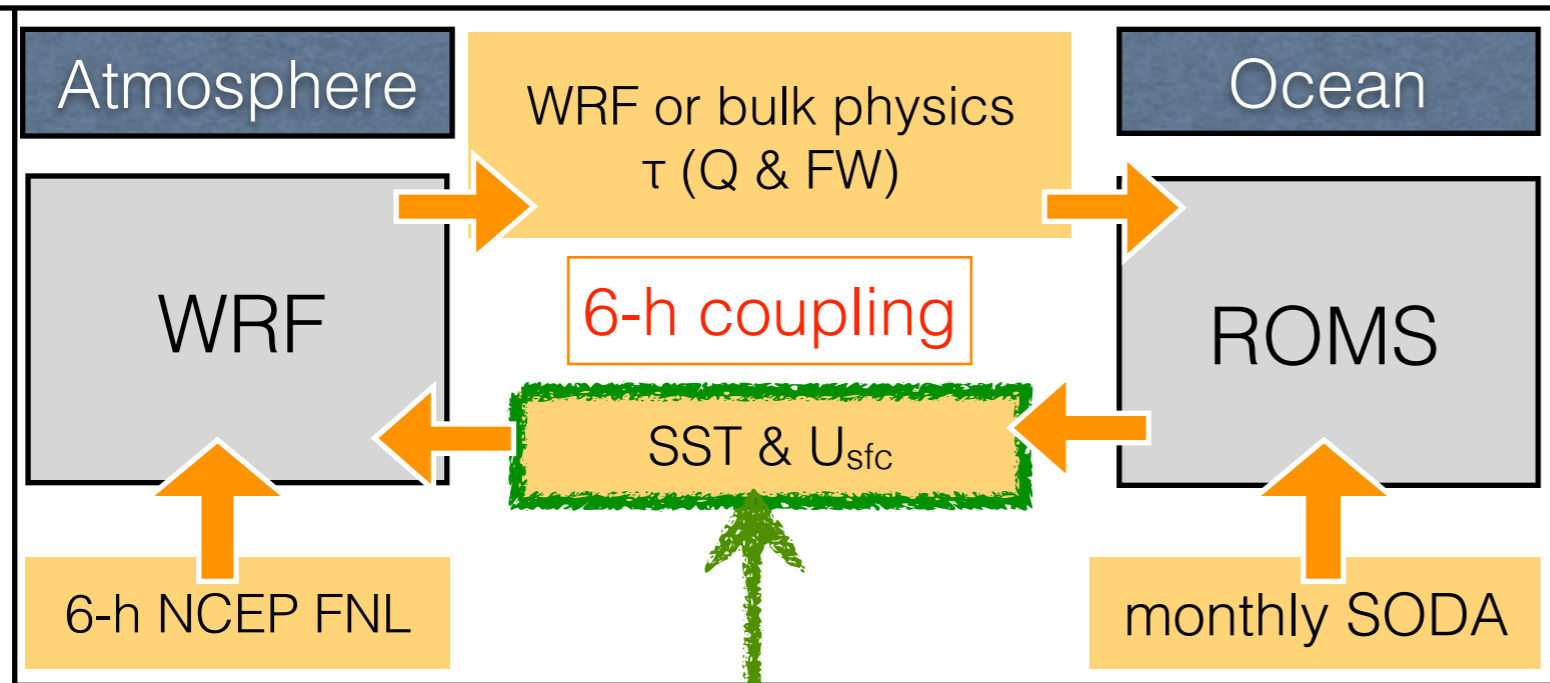 Atmosphere
WRF or bulk physics
τ (Q & FW)
Ocean
WRF
6-h coupling
ROMS
SST & Usfc
6-h NCEP FNL
monthly SODA